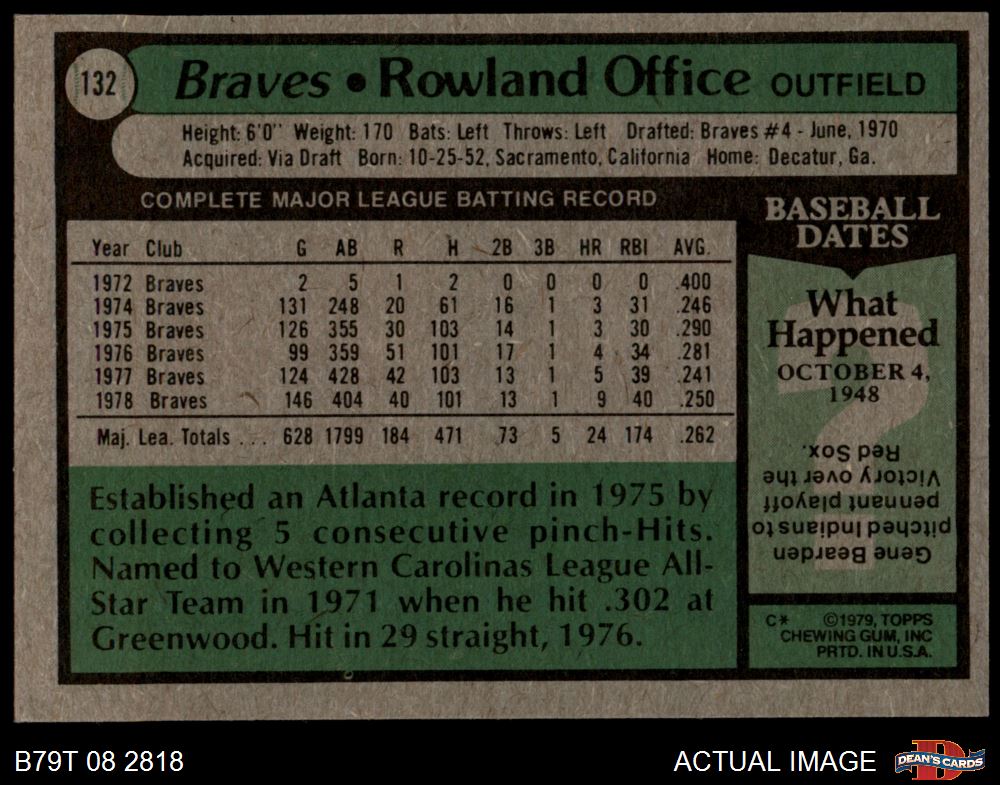 132
Braves • Rowland Office OUTFIELD
Height: 6'0" Weight: 170 Bats: Left Throws: Left Drafted: Braves #4 - June, 1970
Acquired: Via Draft Born: 10-25-52, Sacramento, California Home: Decatur, Ga.
COMPLETE MAJOR LEAGUE BATTING RECORD
Year Club G AB R H 2B 3B HR RBI AVG.
1972 Braves 2 5 1 2 0 0 0 0 .400
1974 Braves 131 248 20 61 16 1 3 31 .246
1975 Braves 126 355 30 103 14 1 3 30 .290
1976 Braves 99 359 51 101 17 1 4 34 .281
1977 Braves 124 428 42 103 13 1 5 39 .241
1978 Braves 146 404 40 101 13 1 9 40 .250
Maj. Lea. Totals ... 628 1799 184 471 73 5 24 174 .262
Established an Atlanta record in 1975 by
collecting 5 consecutive pinch-Hits.
Named to Western Carolinas League All-
Star Team in 1971 when he hit .302 at
Greenwood. Hit in 29 straight, 1976.
BASEBALL
DATES
What
Happened
OCTOBER 4,
1948
Gene Bearden
pitched Indians to
pennant playoff
Victory over the
Red Sox.
C* ©1979, TOPPS
CHEWING GUM, INC
PRTD. IN U.S.A.
B79T 08 2818
ACTUAL IMAGE
DEAN'S CARDS